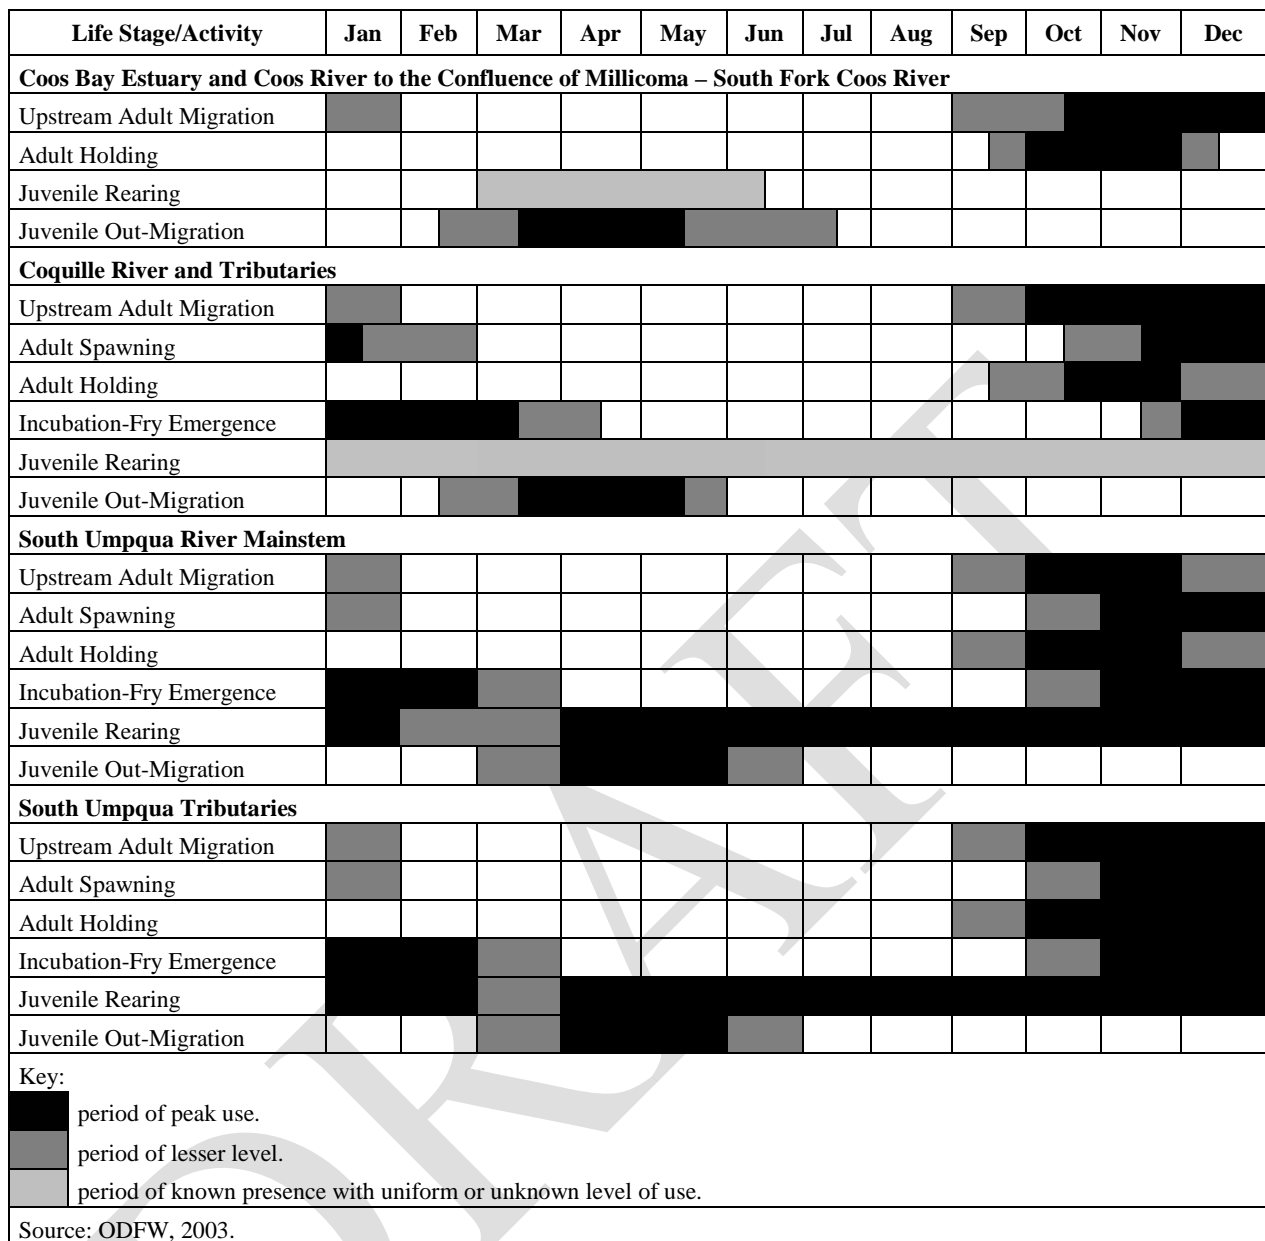 Life Stage/Activity Jan Feb Mar Apr May Jun Jul Aug Sep Oct Nov Dec
Coos Bay Estuary and Coos River to the Confluence of Millicoma – South Fork Coos River
Upstream Adult Migration
Adult Holding
Juvenile Rearing
Juvenile Out-Migration
Coquille River and Tributaries
Upstream Adult Migration
Adult Spawning
Adult Holding
Incubation-Fry Emergence
Juvenile Rearing
Juvenile Out-Migration
South Umpqua River Mainstem
Upstream Adult Migration
Adult Spawning
Adult Holding
Incubation-Fry Emergence
Juvenile Rearing
Juvenile Out-Migration
South Umpqua Tributaries
Upstream Adult Migration
Adult Spawning
Adult Holding
Incubation-Fry Emergence
Juvenile Rearing
Juvenile Out-Migration
Key:
period of peak use.
period of lesser level.
period of known presence with uniform or unknown level of use.
Source: ODFW, 2003.
DRAFT